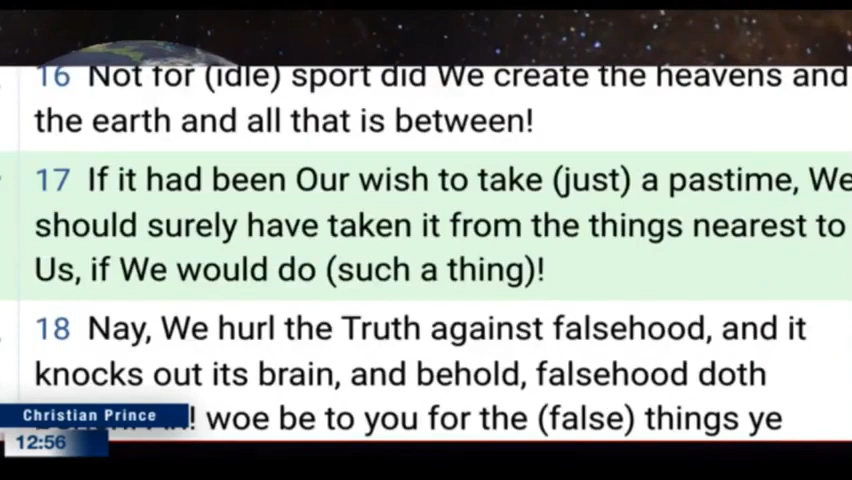 16 Not for (idle) sport did We create the heavens and
the earth and all that is between!
17 If it had been Our wish to take (just) a pastime, We
should surely have taken it from the things nearest to
Us, if We would do (such a thing)!
18 Nay, We hurl the Truth against falsehood, and it
knocks out its brain, and behold, falsehood doth
! woe be to you for the (false) things ye
Christian Prince
12:56